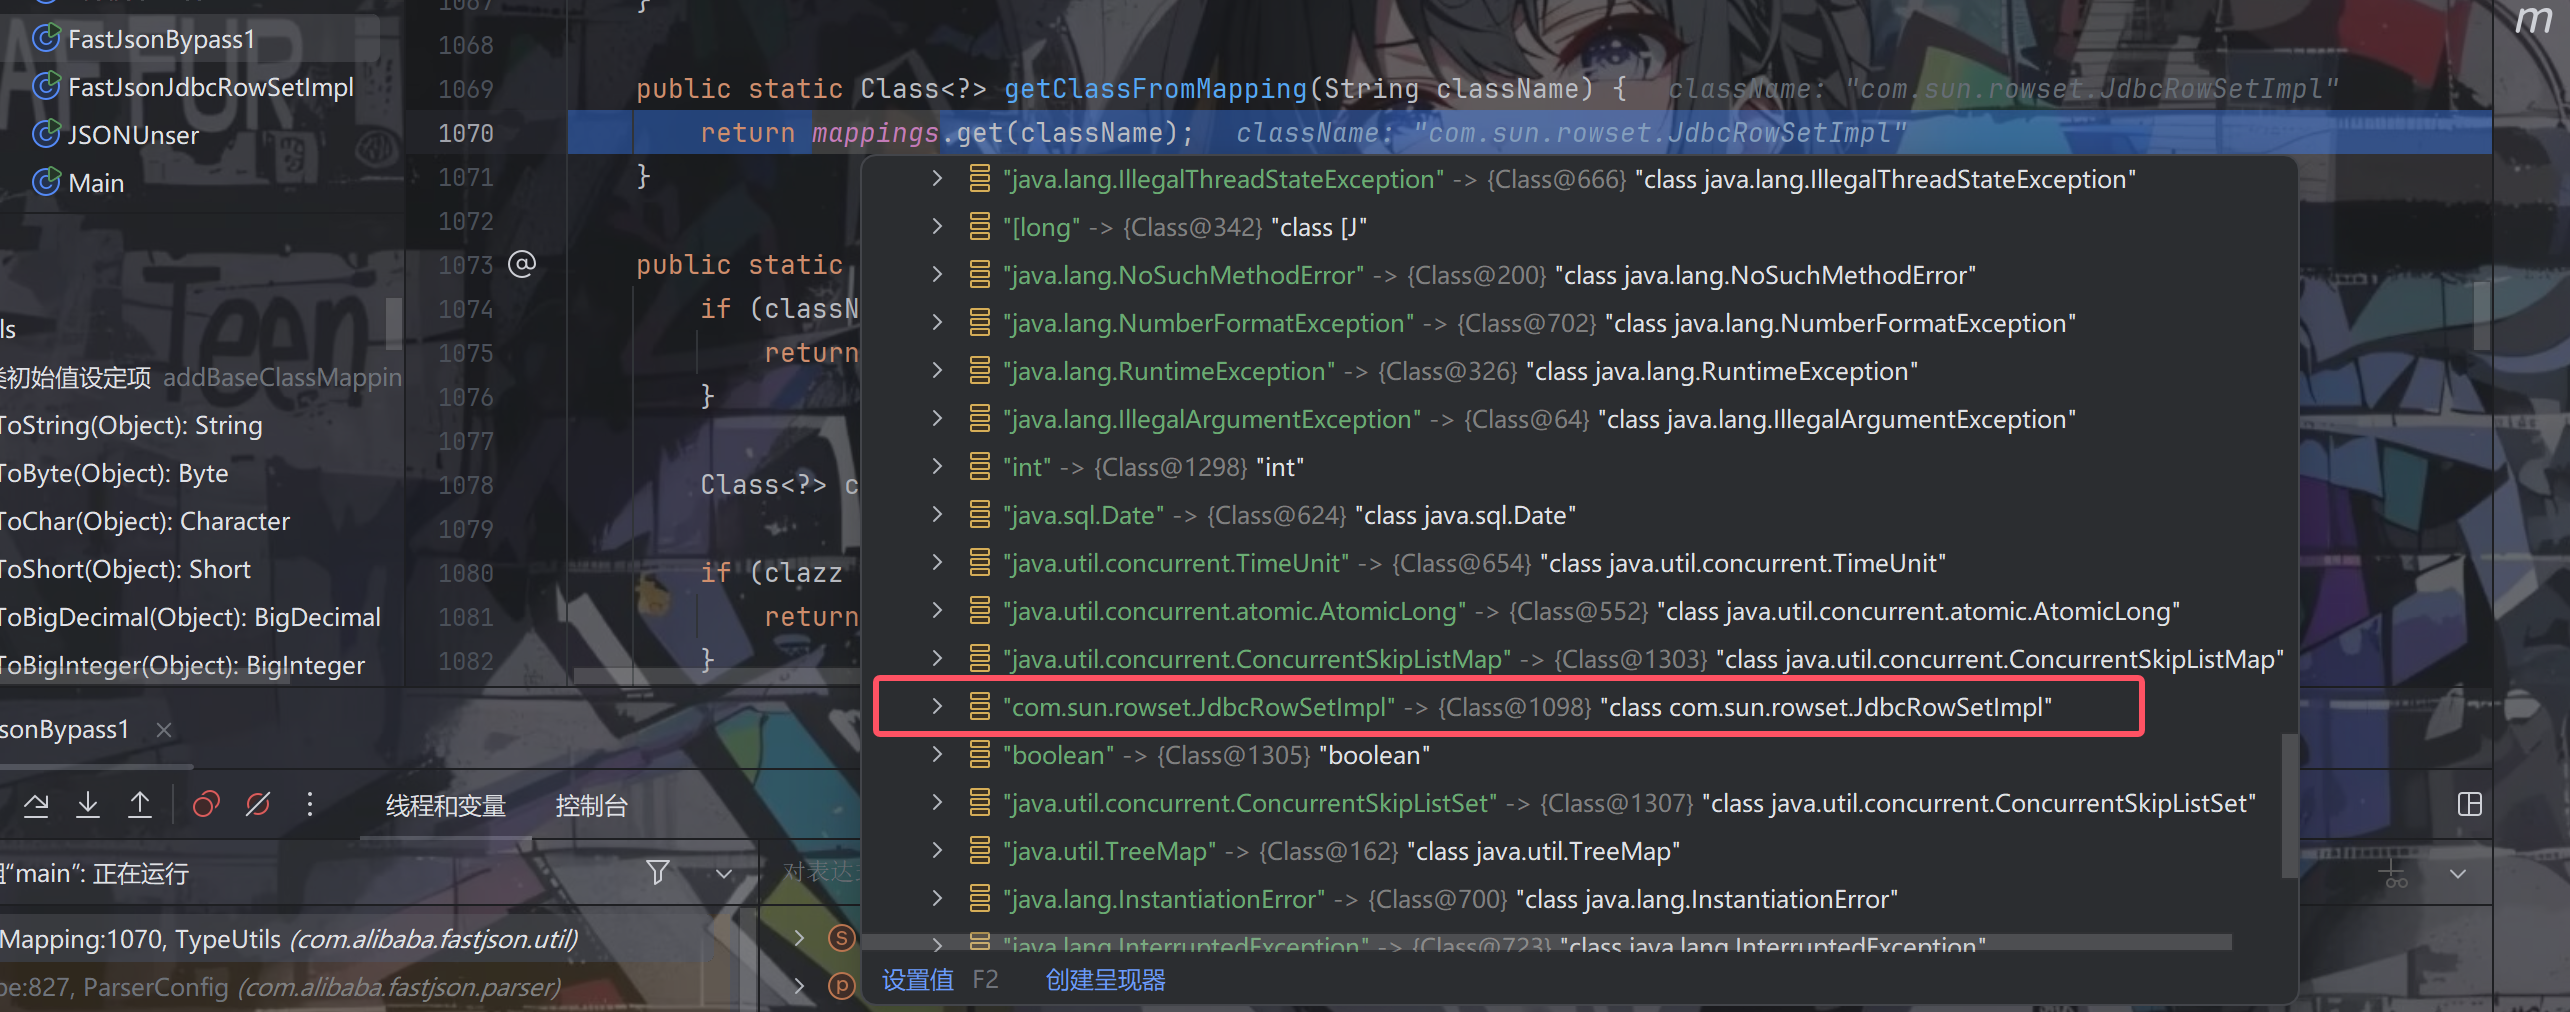 FastJsonBypass1
FastJsonJdbcRowSetImpl
JSONUnser
Main
ls
类初始值设定项 addBaseClassMappin
ToString(Object): String
ToByte(Object): Byte
ToChar(Object): Character
ToShort(Object): Short
ToBigDecimal(Object): BigDecimal
ToBigInteger(Object): BigInteger
1067 }
1068
1069 public static Class<?> getClassFromMapping(String className) { className: "com.sun.rowset.JdbcRowSetImpl"
1070 return mappings.get(className); className: "com.sun.rowset.JdbcRowSetImpl"
1071 }
1072
1073 @ public static
1074 if (classN
1075 return
1076 }
1077
1078 Class<?> c
1079
1080 if (clazz
1081 return
1082 }
"java.lang.IllegalThreadStateException" -> {Class@666} "class java.lang.IllegalThreadStateException"
"[long" -> {Class@342} "class [J"
"java.lang.NoSuchMethodError" -> {Class@200} "class java.lang.NoSuchMethodError"
"java.lang.NumberFormatException" -> {Class@702} "class java.lang.NumberFormatException"
"java.lang.RuntimeException" -> {Class@326} "class java.lang.RuntimeException"
"java.lang.IllegalArgumentException" -> {Class@64} "class java.lang.IllegalArgumentException"
"int" -> {Class@1298} "int"
"java.sql.Date" -> {Class@624} "class java.sql.Date"
"java.util.concurrent.TimeUnit" -> {Class@654} "class java.util.concurrent.TimeUnit"
"java.util.concurrent.atomic.AtomicLong" -> {Class@552} "class java.util.concurrent.atomic.AtomicLong"
"java.util.concurrent.ConcurrentSkipListMap" -> {Class@1303} "class java.util.concurrent.ConcurrentSkipListMap"
"com.sun.rowset.JdbcRowSetImpl" -> {Class@1098} "class com.sun.rowset.JdbcRowSetImpl"
"boolean" -> {Class@1305} "boolean"
"java.util.concurrent.ConcurrentSkipListSet" -> {Class@1307} "class java.util.concurrent.ConcurrentSkipListSet"
"java.util.TreeMap" -> {Class@162} "class java.util.TreeMap"
"java.lang.InstantiationError" -> {Class@700} "class java.lang.InstantiationError"
"java.lang.InterruptedException" -> {Class@723} "class java.lang.InterruptedException"
设置值 F2 创建呈现器
m
Teen
sonBypass1
线程和变量 控制台
组"main": 正在运行
对表达
Mapping:1070, TypeUtils (com.alibaba.fastjson.util)
pe:827, ParserConfig (com.alibaba.fastjson.parser)
S
p